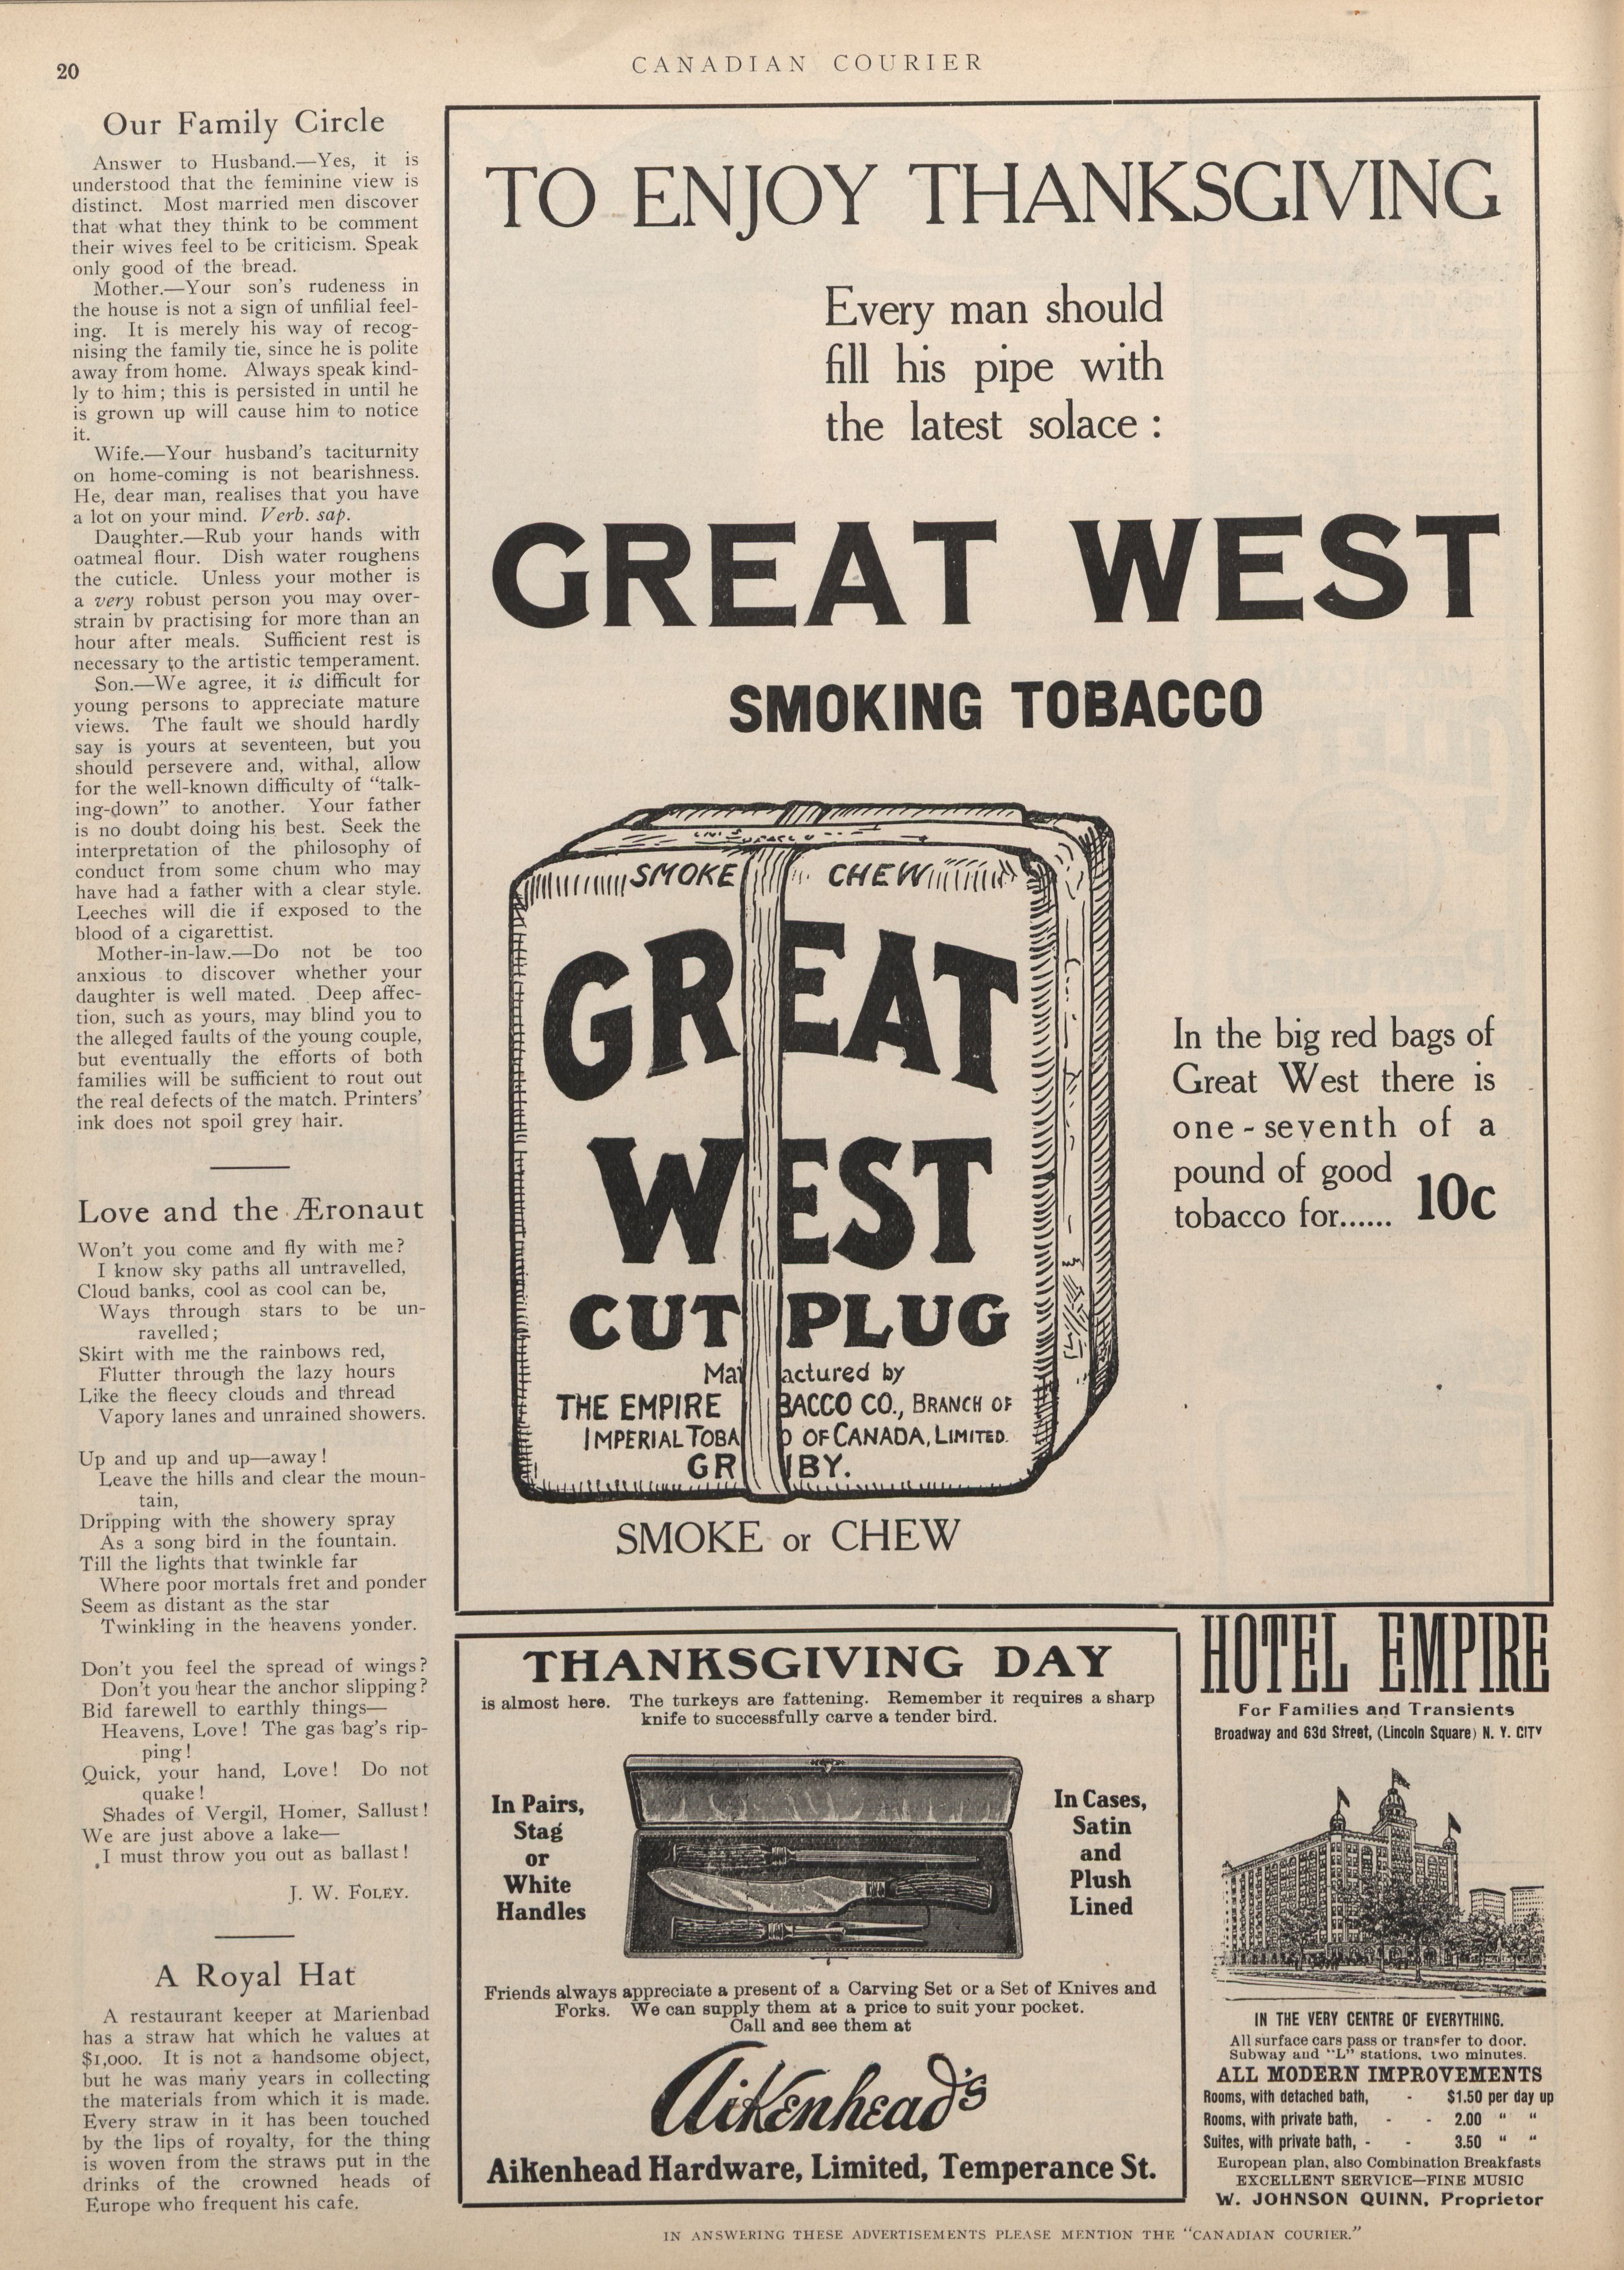 20
CANADIAN COURIER
Our Family Circle
Answer to Husband.—Yes, it is
understood that the feminine view is
distinct. Most married men discover
that what they think to be comment
their wives feel to be criticism. Speak
only good of the bread.
Mother.—Your son's rudeness in
the house is not a sign of unfilial feel-
ing. It is merely his way of recog-
nising the family tie, since he is polite
away from home. Always speak kind-
ly to him; this is persisted in until he
is grown up will cause him to notice
it.
Wife.—Your husband's taciturnity
on home-coming is not bearishness.
He, dear man, realises that you have
a lot on your mind. Verb. sap.
Daughter.—Rub your hands with
oatmeal flour. Dish water roughens
the cuticle. Unless your mother is
a very robust person you may over-
strain by practising for more than an
hour after meals. Sufficient rest is
necessary to the artistic temperament.
Son.—We agree, it is difficult for
young persons to appreciate mature
views. The fault we should hardly
say is yours at seventeen, but you
should persevere and, withal, allow
for the well-known difficulty of "talk-
ing-down" to another. Your father
is no doubt doing his best. Seek the
interpretation of the philosophy of
conduct from some chum who may
have had a father with a clear style.
Leeches will die if exposed to the
blood of a cigarettist.
Mother-in-law.—Do not be too
anxious to discover whether your
daughter is well mated. Deep affec-
tion, such as yours, may blind you to
the alleged faults of the young couple,
but eventually the efforts of both
families will be sufficient to rout out
the real defects of the match. Printers'
ink does not spoil grey hair.
Love and the Æronaut
Won't you come and fly with me?
I know sky paths all untravelled,
Cloud banks, cool as cool can be,
Ways through stars to be un-
ravelled;
Skirt with me the rainbows red,
Flutter through the lazy hours
Like the fleecy clouds and thread
Vapory lanes and unrained showers.
Up and up and up—away!
Leave the hills and clear the moun-
tain,
Dripping with the showery spray
As a song bird in the fountain.
Till the lights that twinkle far
Where poor mortals fret and ponder
Seem as distant as the star
Twinkling in the heavens yonder.
Don't you feel the spread of wings?
Don't you hear the anchor slipping?
Bid farewell to earthly things—
Heavens, Love! The gas bag's rip-
ping!
Quick, your hand, Love! Do not
quake!
Shades of Vergil, Homer, Sallust!
We are just above a lake—
I must throw you out as ballast!
J. W. FOLEY.
A Royal Hat
A restaurant keeper at Marienbad
has a straw hat which he values at
$1,000. It is not a handsome object,
but he was many years in collecting
the materials from which it is made.
Every straw in it has been touched
by the lips of royalty, for the thing
is woven from the straws put in the
drinks of the crowned heads of
Europe who frequent his cafe.
TO ENJOY THANKSGIVING
Every man should
fill his pipe with
the latest solace:
GREAT WEST
SMOKING TOBACCO
SMOKE CHEW
GREAT
WEST
CUT PLUG
Ma actured by
THE EMPIRE BACCO CO., BRANCH OF
IMPERIAL TOBA O OF CANADA, LIMITED.
GR BY.
SMOKE or CHEW
In the big red bags of
Great West there is
one-seventh of a
pound of good
tobacco for...... 10c
THANKSGIVING DAY
is almost here. The turkeys are fattening. Remember it requires a sharp
knife to successfully carve a tender bird.
In Pairs,
Stag
or
White
Handles
In Cases,
Satin
and
Plush
Lined
Friends always appreciate a present of a Carving Set or a Set of Knives and
Forks. We can supply them at a price to suit your pocket.
Call and see them at
Aikenhead's
Aikenhead Hardware, Limited, Temperance St.
HOTEL EMPIRE
For Families and Transients
Broadway and 63d Street, (Lincoln Square) N. Y. CITY
IN THE VERY CENTRE OF EVERYTHING.
All surface cars pass or transfer to door.
Subway and "L" stations, two minutes.
ALL MODERN IMPROVEMENTS
Rooms, with detached bath, - $1.50 per day up
Rooms, with private bath, - - 2.00 " "
Suites, with private bath, - - 3.50 " "
European plan, also Combination Breakfasts
EXCELLENT SERVICE—FINE MUSIC
W. JOHNSON QUINN, Proprietor
IN ANSWERING THESE ADVERTISEMENTS PLEASE MENTION THE "CANADIAN COURIER."